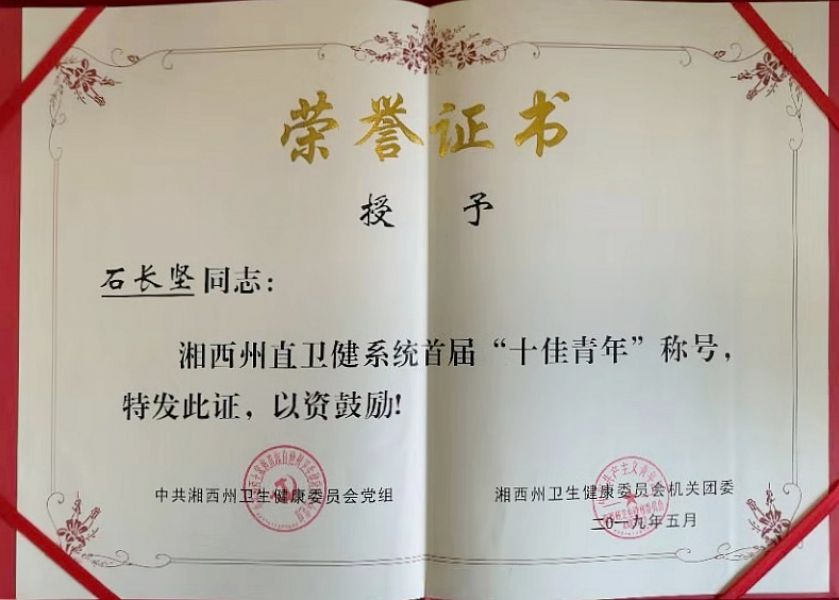 荣誉证书
授 予
石长坚同志：
湘西州直卫健系统首届“十佳青年”称号，
特发此证，以资鼓励！
中共湘西州卫生健康委员会党组
湘西州卫生健康委员会机关团委
二〇一九年五月